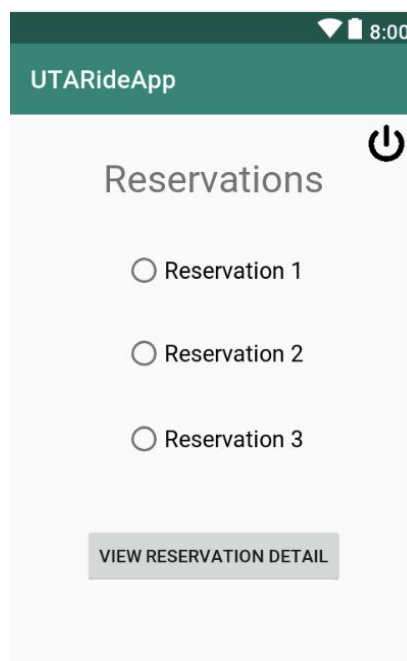 8:00
UTARideApp
Reservations
Reservation 1
Reservation 2
Reservation 3
VIEW RESERVATION DETAIL